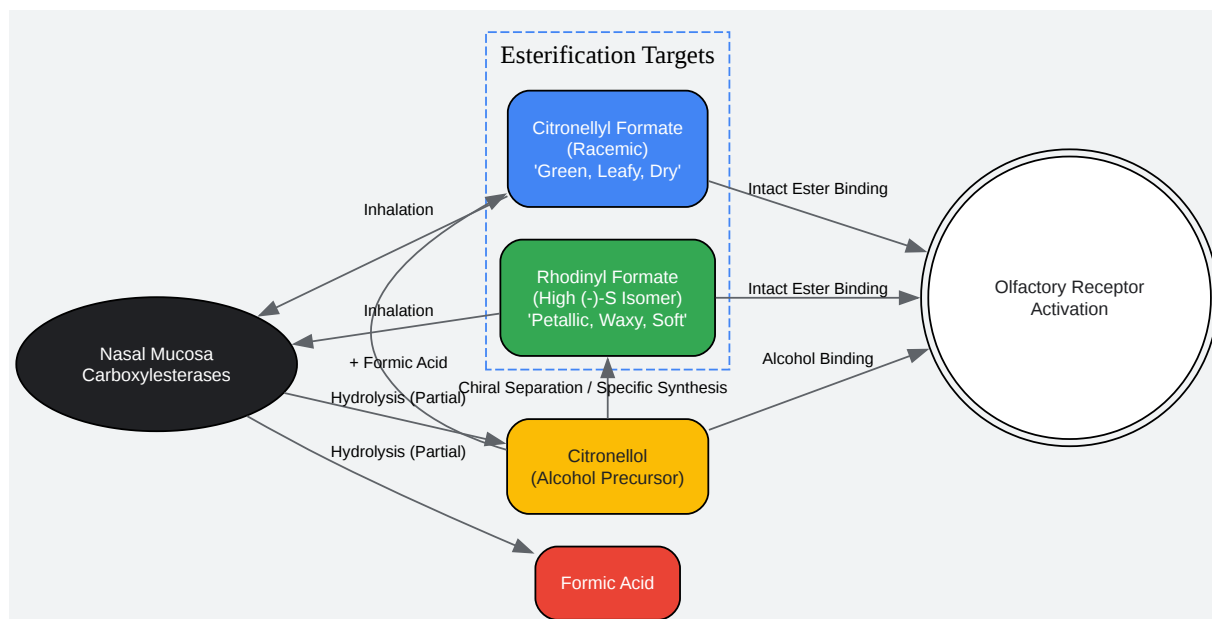 Esterification Targets
Citronellyl Formate
(Racemic)
'Green, Leafy, Dry'
Intact Ester Binding
Inhalation
Rhodinyl Formate
(High (-)-S Isomer)
'Petallic, Waxy, Soft'
Intact Ester Binding
Olfactory Receptor
Activation
Inhalation
Nasal Mucosa
Carboxylesterases
+ Formic Acid
Alcohol Binding
Chiral Separation / Specific Synthesis
Hydrolysis (Partial)
Hydrolysis (Partial)
Citronellol
(Alcohol Precursor)
Formic Acid